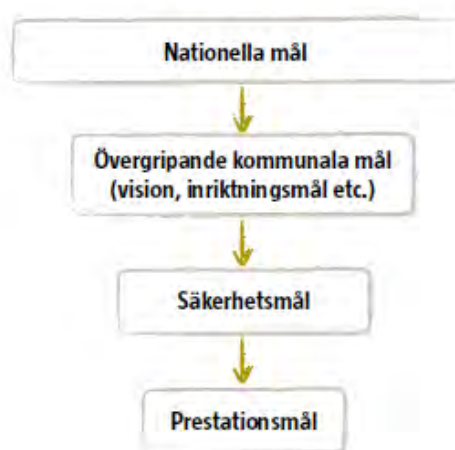 Nationella mål
Övergripande kommunala mål
(vision, inriktningsmål etc.)
Säkerhetsmål
Prestationsmål